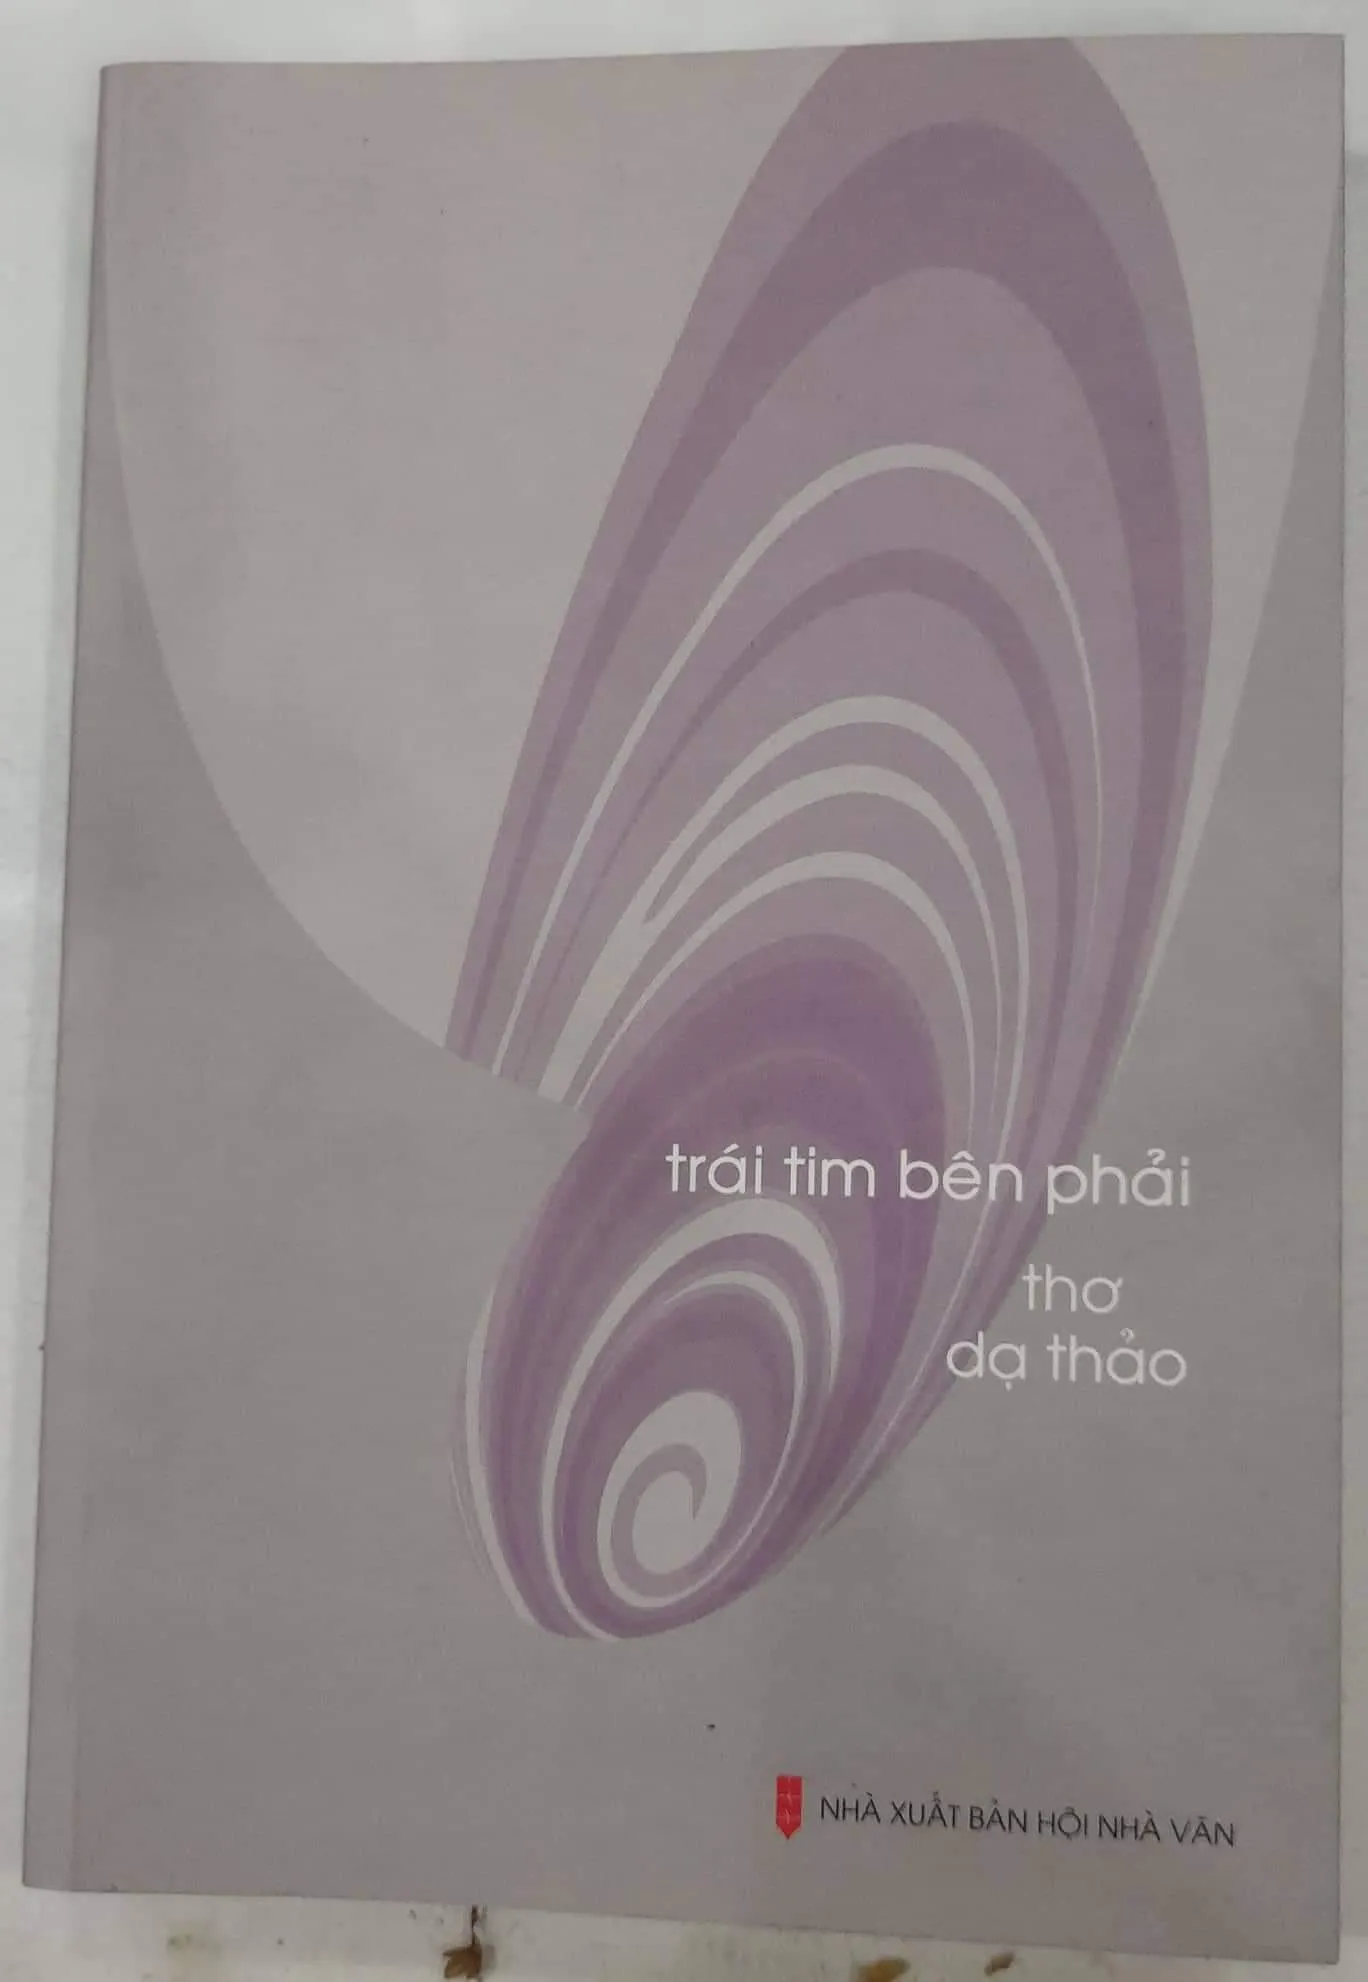 trái tim bên phải
thơ
dạ thảo
NHÀ XUẤT BẢN HỘI NHÀ VĂN